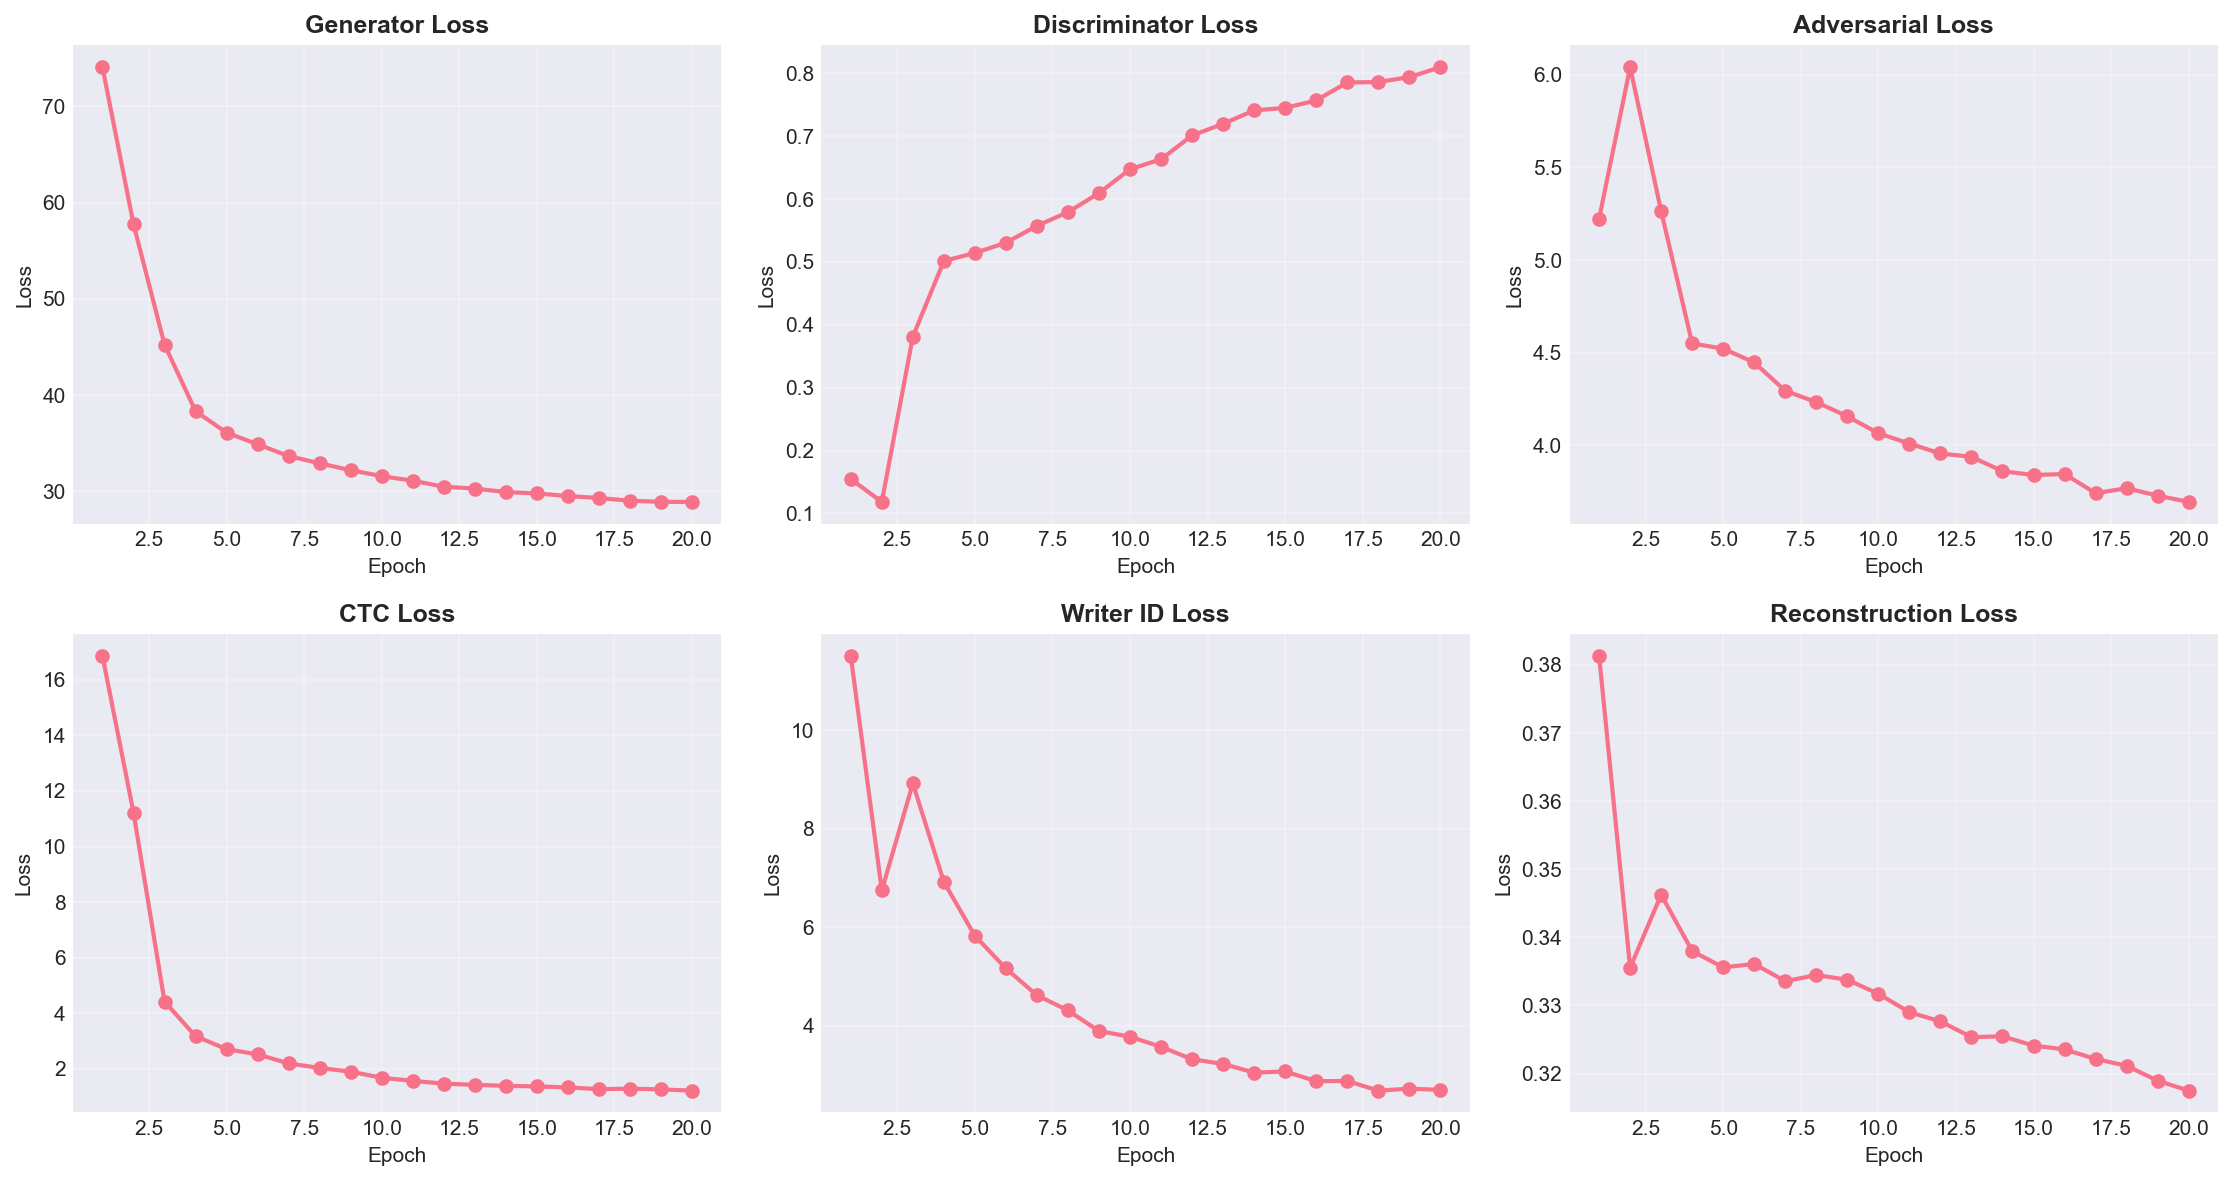 Generator Loss
Loss
70
60
50
40
30
2.5 5.0 7.5 10.0 12.5 15.0 17.5 20.0
Epoch
Discriminator Loss
Loss
0.8
0.7
0.6
0.5
0.4
0.3
0.2
0.1
2.5 5.0 7.5 10.0 12.5 15.0 17.5 20.0
Epoch
Adversarial Loss
Loss
6.0
5.5
5.0
4.5
4.0
2.5 5.0 7.5 10.0 12.5 15.0 17.5 20.0
Epoch
CTC Loss
Loss
16
14
12
10
8
6
4
2
2.5 5.0 7.5 10.0 12.5 15.0 17.5 20.0
Epoch
Writer ID Loss
Loss
10
8
6
4
2.5 5.0 7.5 10.0 12.5 15.0 17.5 20.0
Epoch
Reconstruction Loss
Loss
0.38
0.37
0.36
0.35
0.34
0.33
0.32
2.5 5.0 7.5 10.0 12.5 15.0 17.5 20.0
Epoch